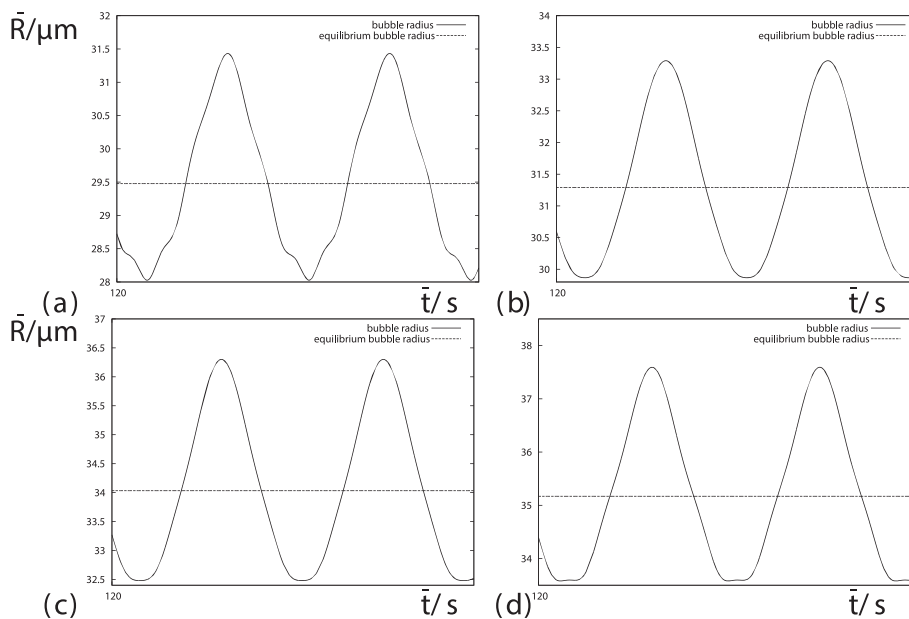 R̄/μm
32
31.5
31
30.5
30
29.5
29
28.5
28
120
bubble radius
equilibrium bubble radius
(a)
t̄/s
34
33.5
33
32.5
32
31.5
31
30.5
30
120
bubble radius
equilibrium bubble radius
(b)
t̄/s
R̄/μm
37
36.5
36
35.5
35
34.5
34
33.5
33
32.5
120
bubble radius
equilibrium bubble radius
(c)
t̄/s
38
37
36
35
34
120
bubble radius
equilibrium bubble radius
(d)
t̄/s